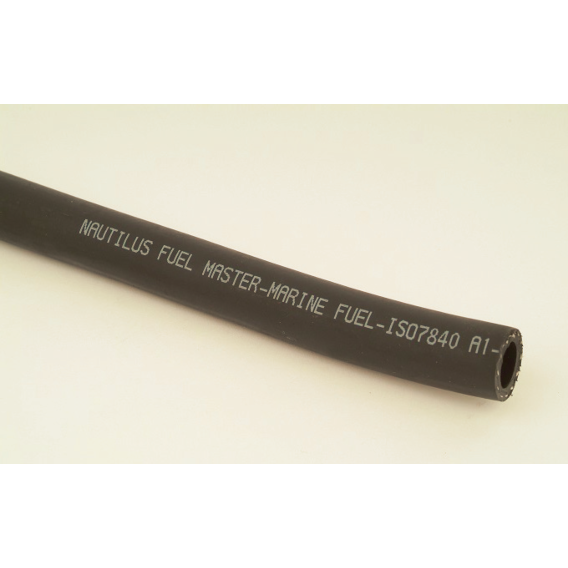 NAUTILUS FUEL MASTER-MARINE FUEL-ISO7840 A1-